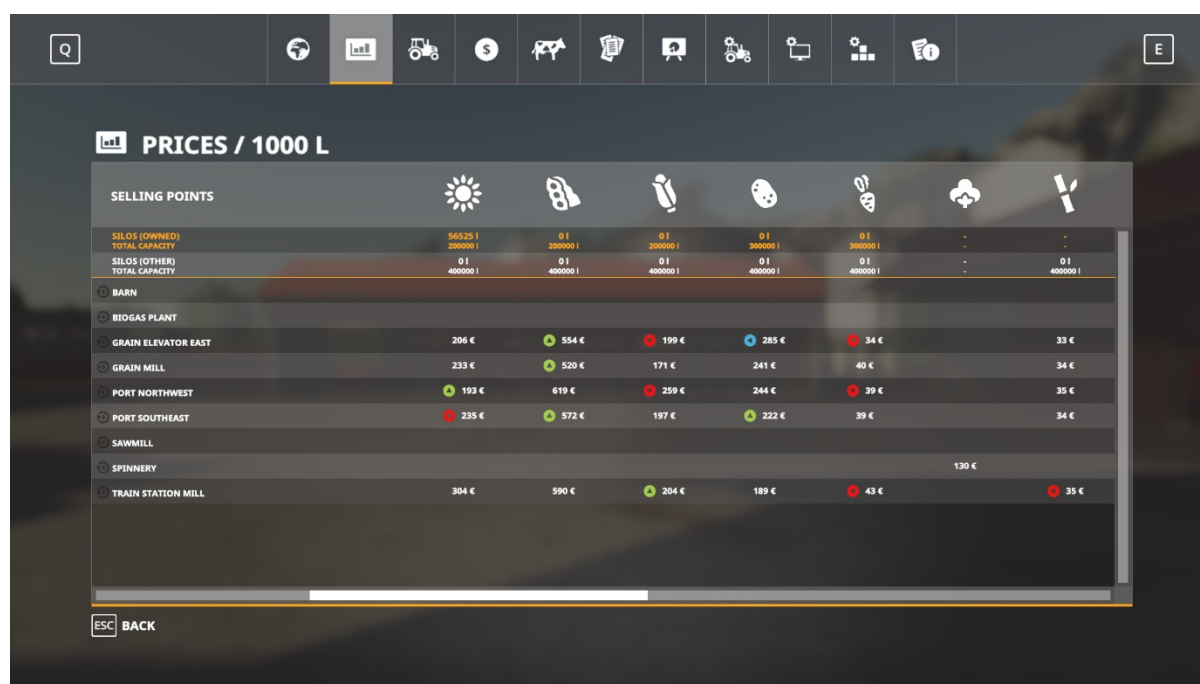 Q
$
E
PRICES / 1000 L
SELLING POINTS
SILOS (OWNED) 56525 l 0 l 0 l 0 l 0 l - -
TOTAL CAPACITY 200000 l 200000 l 200000 l 300000 l 300000 l - -
SILOS (OTHER) 0 l 0 l 0 l 0 l 0 l - 0 l
TOTAL CAPACITY 400000 l 400000 l 400000 l 400000 l 400000 l - 400000 l
BARN
BIOGAS PLANT
GRAIN ELEVATOR EAST 206 € 554 € 199 € 285 € 34 € 33 €
GRAIN MILL 233 € 520 € 171 € 241 € 40 € 34 €
PORT NORTHWEST 193 € 619 € 259 € 244 € 39 € 35 €
PORT SOUTHEAST 235 € 572 € 197 € 222 € 39 € 34 €
SAWMILL
SPINNERY 130 €
TRAIN STATION MILL 304 € 590 € 204 € 189 € 43 € 35 €
ESC BACK